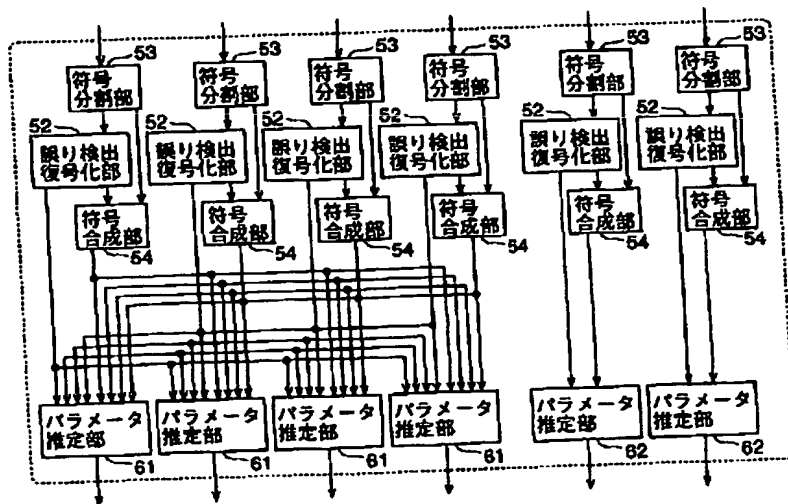 53
53
53
53
53
53
符号
分割部
符号
分割部
符号
分割部
符号
分割部
符号
分割部
符号
分割部
52
52
52
52
52
52
誤り検出
復号化部
誤り検出
復号化部
誤り検出
復号化部
誤り検出
復号化部
誤り検出
復号化部
誤り検出
復号化部
符号
合成部
符号
合成部
符号
合成部
符号
合成部
符号
合成部
符号
合成部
54
54
54
54
54
54
パラメータ
推定部
パラメータ
推定部
パラメータ
推定部
パラメータ
推定部
パラメータ
推定部
パラメータ
推定部
61
61
61
61
62
62